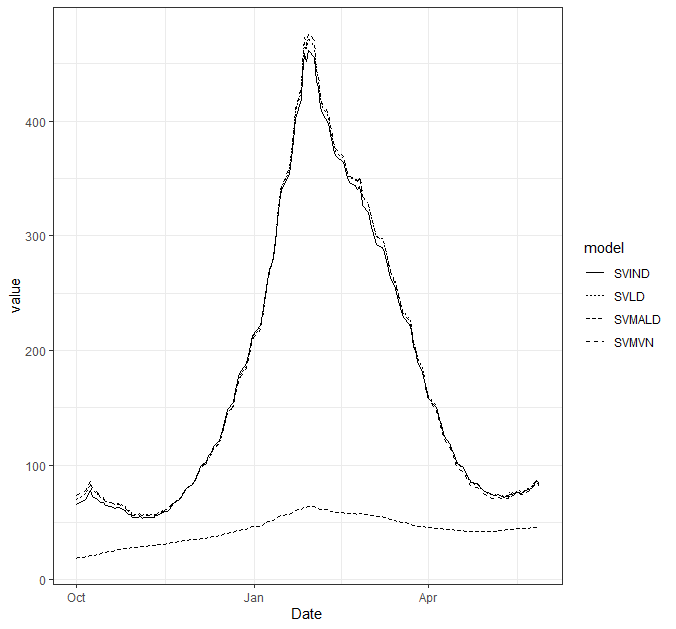 400
300
200
100
0
value
Oct
Jan
Apr
Date
model
SVIND
SVLD
SVMALD
SVMVN